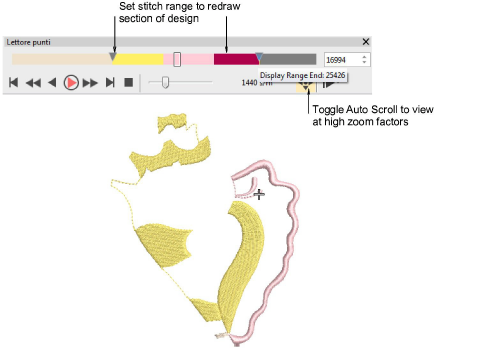 Set stitch range to redraw
section of design
Lettore punti
16994
1440
Display Range End: 25426
Toggle Auto Scroll to view
at high zoom factors